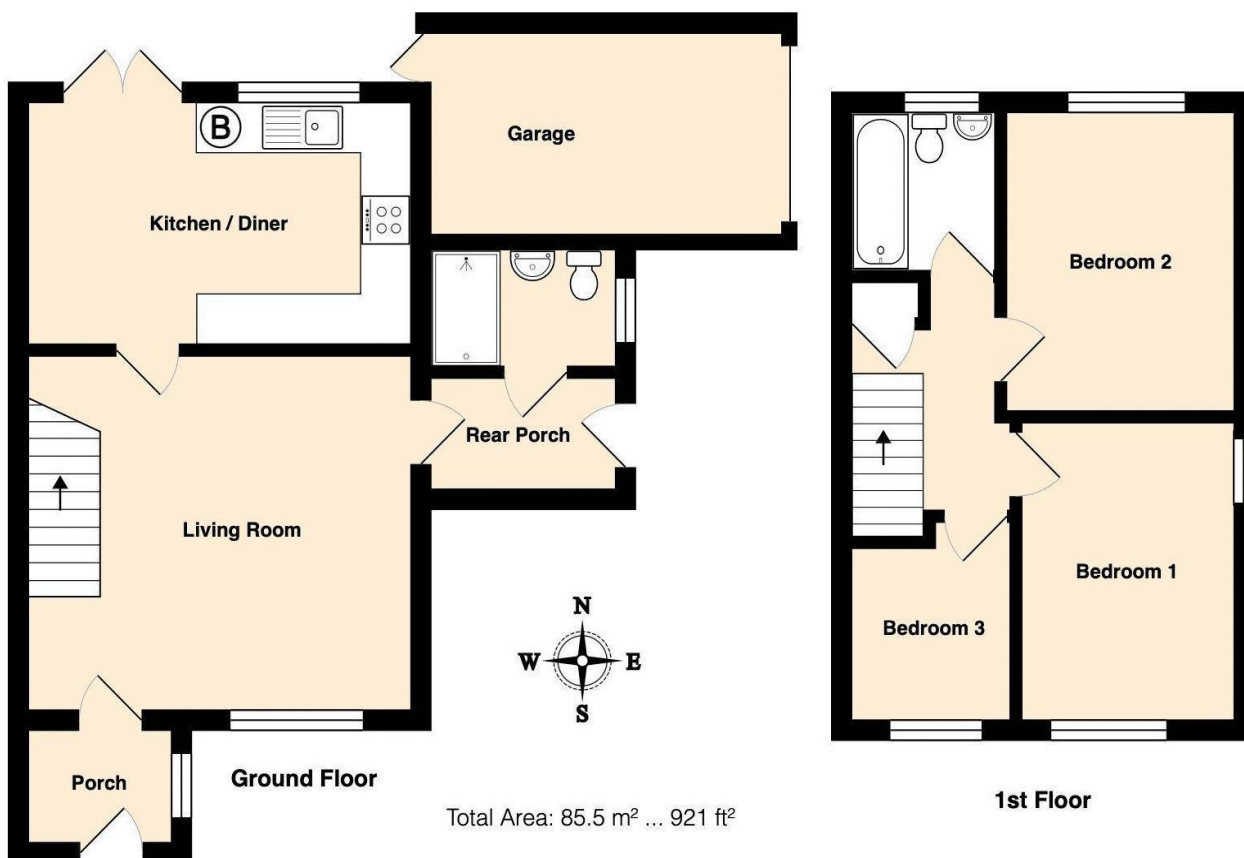 Garage
B
Kitchen / Diner
Rear Porch
Living Room
Porch
Ground Floor
N
W E
S
Total Area: 85.5 m² ... 921 ft²
Bedroom 2
Bedroom 1
Bedroom 3
1st Floor